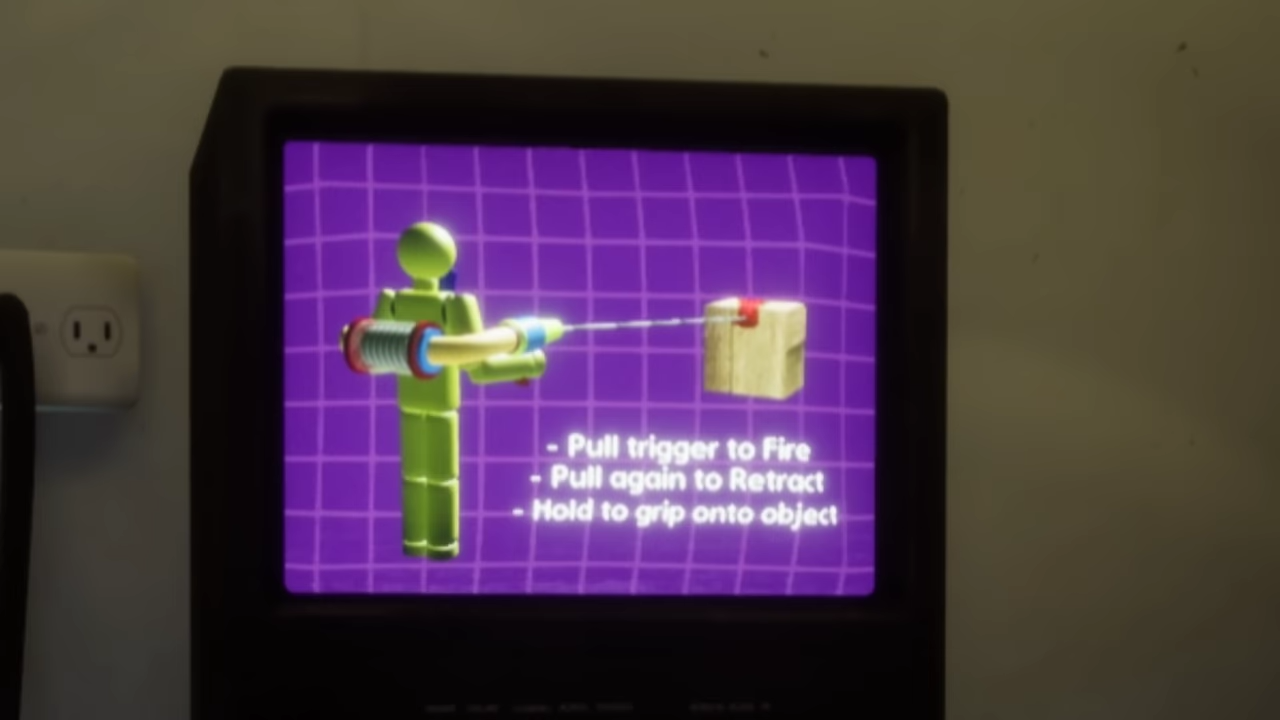 - Pull trigger to Fire
- Pull again to Retract
- Hold to grip onto object